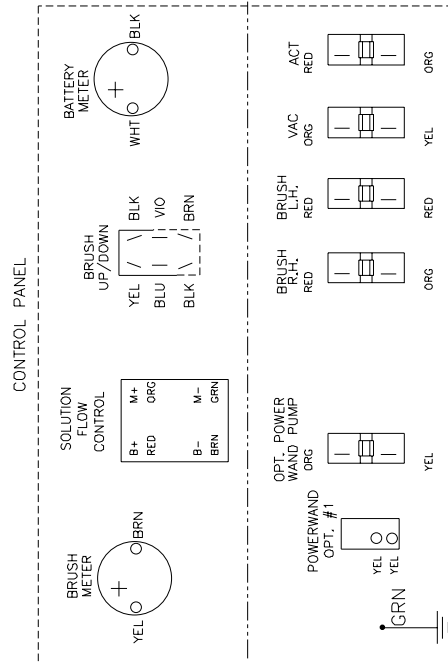 CONTROL PANEL
BRUSH
METER
YEL
BRN
SOLUTION
FLOW
CONTROL
B+ M+
RED ORG
B- M-
BRN GRN
BRUSH
UP/DOWN
YEL BLK
BLU VIO
BLK BRN
BATTERY
METER
WHT
BLK
GRN
POWERWAND
OPT. #1
YEL
YEL
OPT. POWER
WAND PUMP
ORG
YEL
BRUSH
R.H.
RED
ORG
BRUSH
L.H.
RED
RED
VAC
ORG
YEL
ACT
RED
ORG